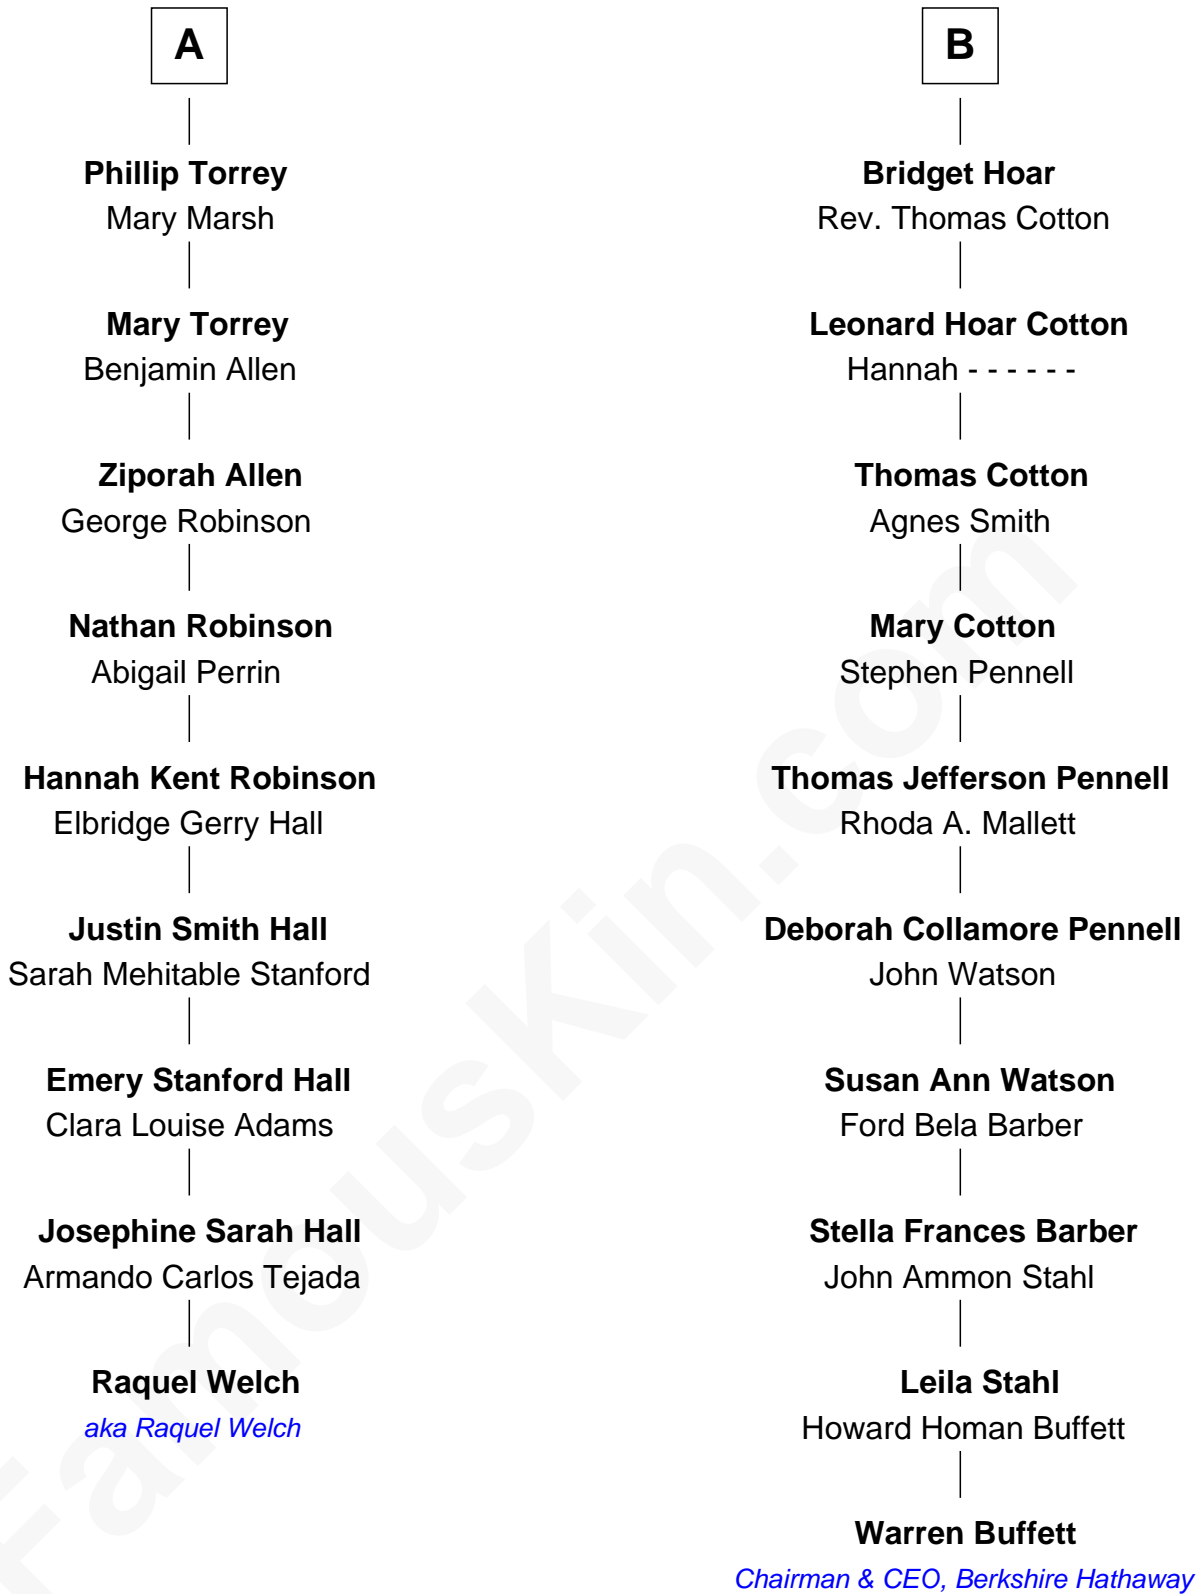 A
Phillip Torrey
Mary Marsh
Mary Torrey
Benjamin Allen
Ziporah Allen
George Robinson
Nathan Robinson
Abigail Perrin
Hannah Kent Robinson
Elbridge Gerry Hall
Justin Smith Hall
Sarah Mehitable Stanford
Emery Stanford Hall
Clara Louise Adams
Josephine Sarah Hall
Armando Carlos Tejada
Raquel Welch
aka Raquel Welch
B
Bridget Hoar
Rev. Thomas Cotton
Leonard Hoar Cotton
Hannah - - - - - -
Thomas Cotton
Agnes Smith
Mary Cotton
Stephen Pennell
Thomas Jefferson Pennell
Rhoda A. Mallett
Deborah Collamore Pennell
John Watson
Susan Ann Watson
Ford Bela Barber
Stella Frances Barber
John Ammon Stahl
Leila Stahl
Howard Homan Buffett
Warren Buffett
Chairman & CEO, Berkshire Hathaway
FamousKin.com